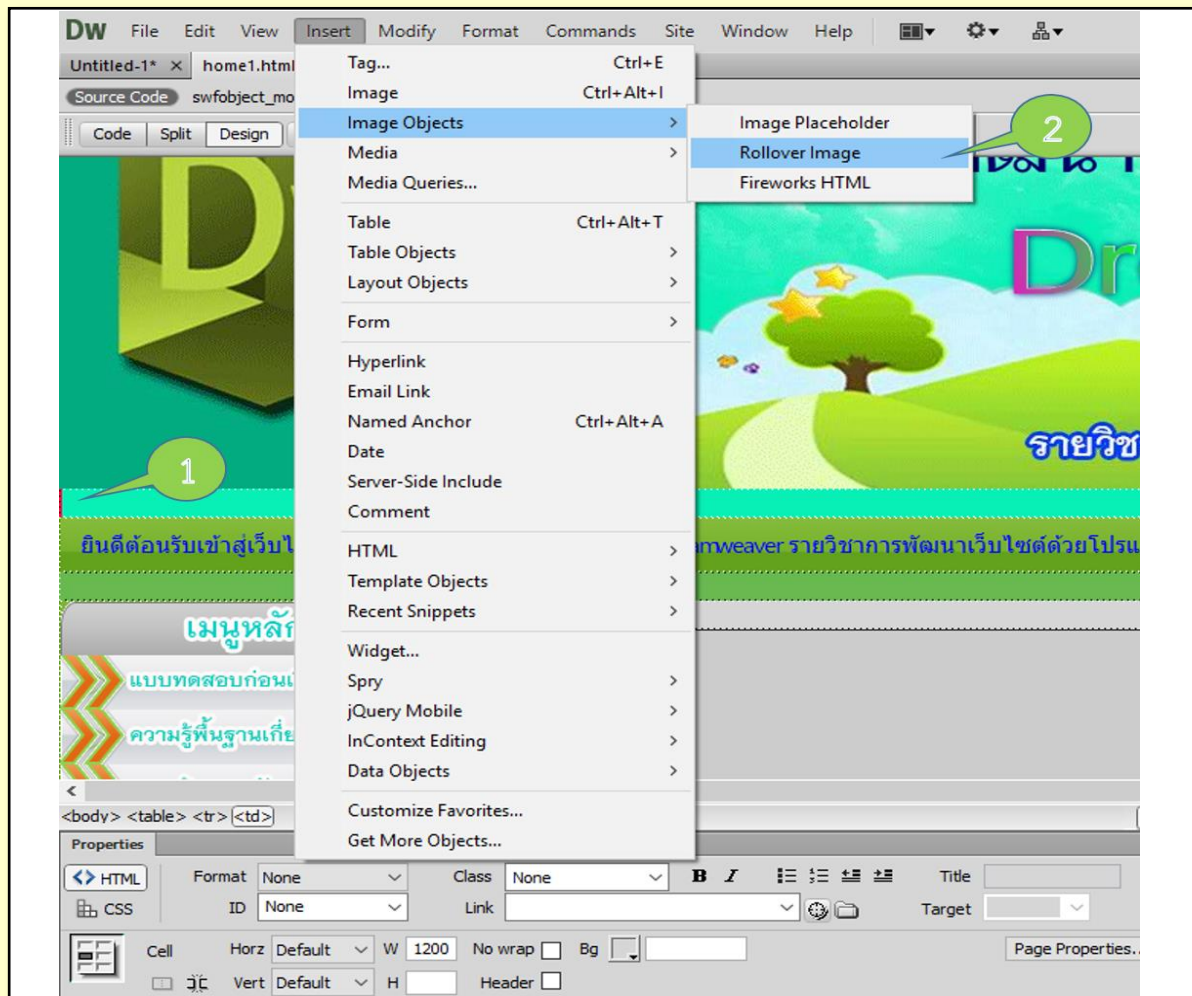 DW File Edit View Insert Modify Format Commands Site Window Help
Untitled-1* × home1.html
Source Code swfobject_mo
Code Split Design
Tag... Ctrl+E
Image Ctrl+Alt+I
Image Objects >
Media >
Media Queries...
Table Ctrl+Alt+T
Table Objects >
Layout Objects >
Form >
Hyperlink
Email Link
Named Anchor Ctrl+Alt+A
Date
Server-Side Include
Comment
HTML >
Template Objects >
Recent Snippets >
Widget...
Spry >
jQuery Mobile >
InContext Editing >
Data Objects >
Customize Favorites...
Get More Objects...
Image Placeholder
Rollover Image
Fireworks HTML
2
D
Dr
รายวิช
1
ยินดีต้อนรับเข้าสู่เว็บไ
mweaver รายวิชาการพัฒนาเว็บไซต์ด้วยโปรแ
เมนูหลัก
แบบทดสอบก่อนเ
ความรู้พื้นฐานเกี่ย
<body> <table> <tr> <td>
Properties
<> HTML Format None Class None B I Title
CSS ID None Link Target
Cell Horz Default W 1200 No wrap Bg Page Properties..
Vert Default H Header